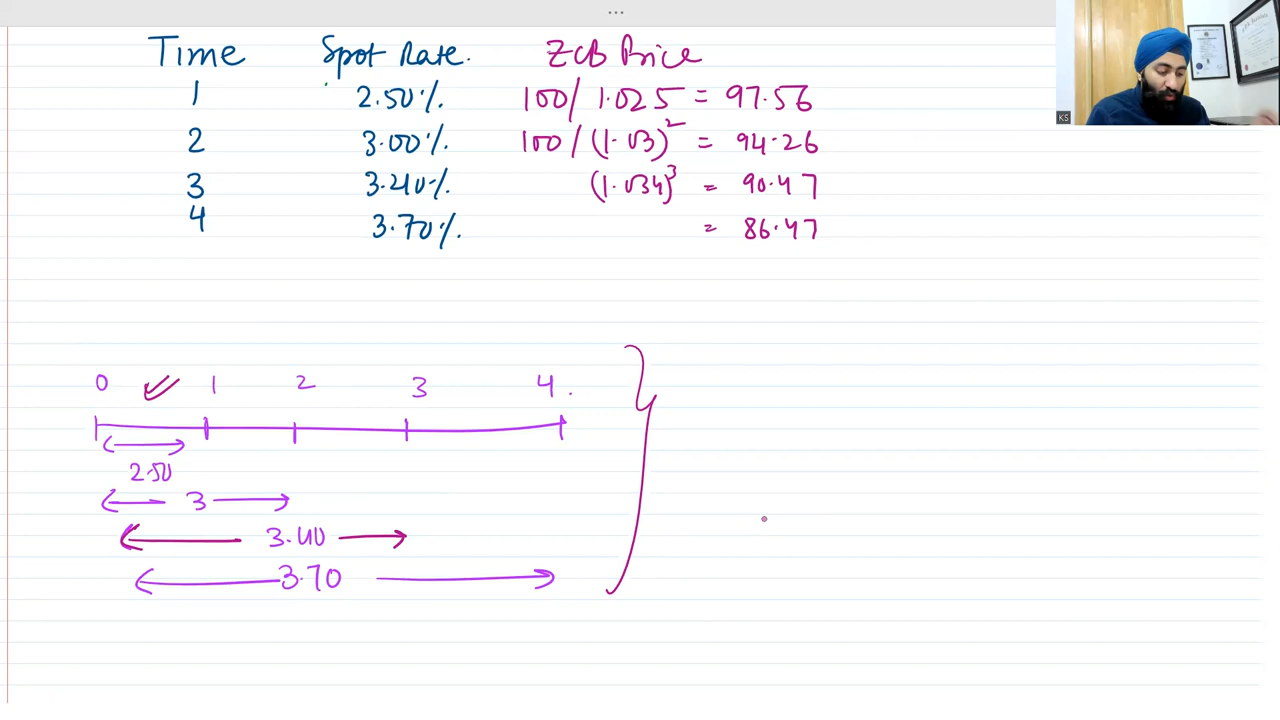 Time Spot Rate. ZCB Price
1 2.50% 100/ 1.025 = 97.56
2 3.00% 100/(1.03)² = 94.26
3 3.40% (1.034)³ = 90.47
4 3.70% = 86.47
0 1 2 3 4.
2.50
3
3.40
3.70
KS